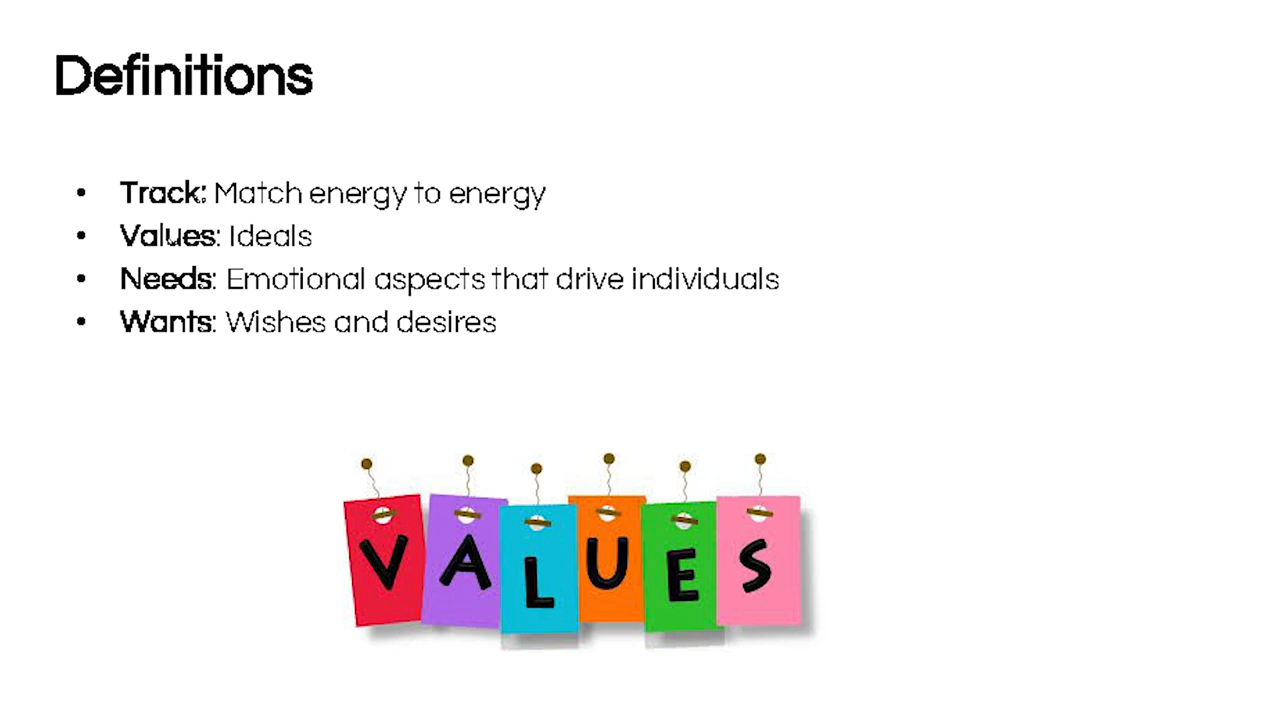 Definitions
• Track: Match energy to energy
• Values: Ideals
• Needs: Emotional aspects that drive individuals
• Wants: Wishes and desires
VALUES